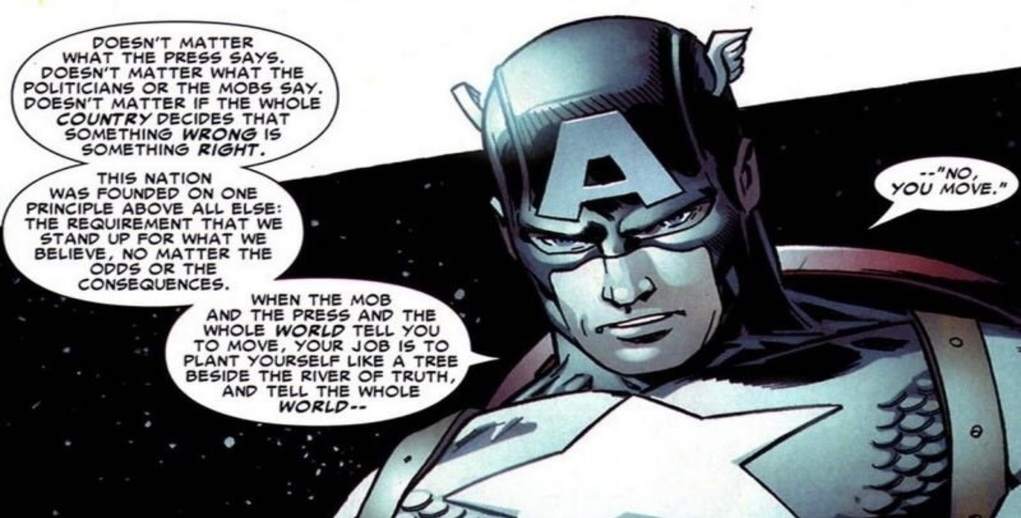 DOESN'T MATTER
WHAT THE PRESS SAYS.
DOESN'T MATTER WHAT THE
POLITICIANS OR THE MOBS SAY.
DOESN'T MATTER IF THE WHOLE
COUNTRY DECIDES THAT
SOMETHING WRONG IS
SOMETHING RIGHT.
THIS NATION
WAS FOUNDED ON ONE
PRINCIPLE ABOVE ALL ELSE:
THE REQUIREMENT THAT WE
STAND UP FOR WHAT WE
BELIEVE, NO MATTER THE
ODDS OR THE
CONSEQUENCES.
WHEN THE MOB
AND THE PRESS AND THE
WHOLE WORLD TELL YOU
TO MOVE, YOUR JOB IS TO
PLANT YOURSELF LIKE A TREE
BESIDE THE RIVER OF TRUTH,
AND TELL THE WHOLE
WORLD--
A
--"NO,
YOU MOVE."